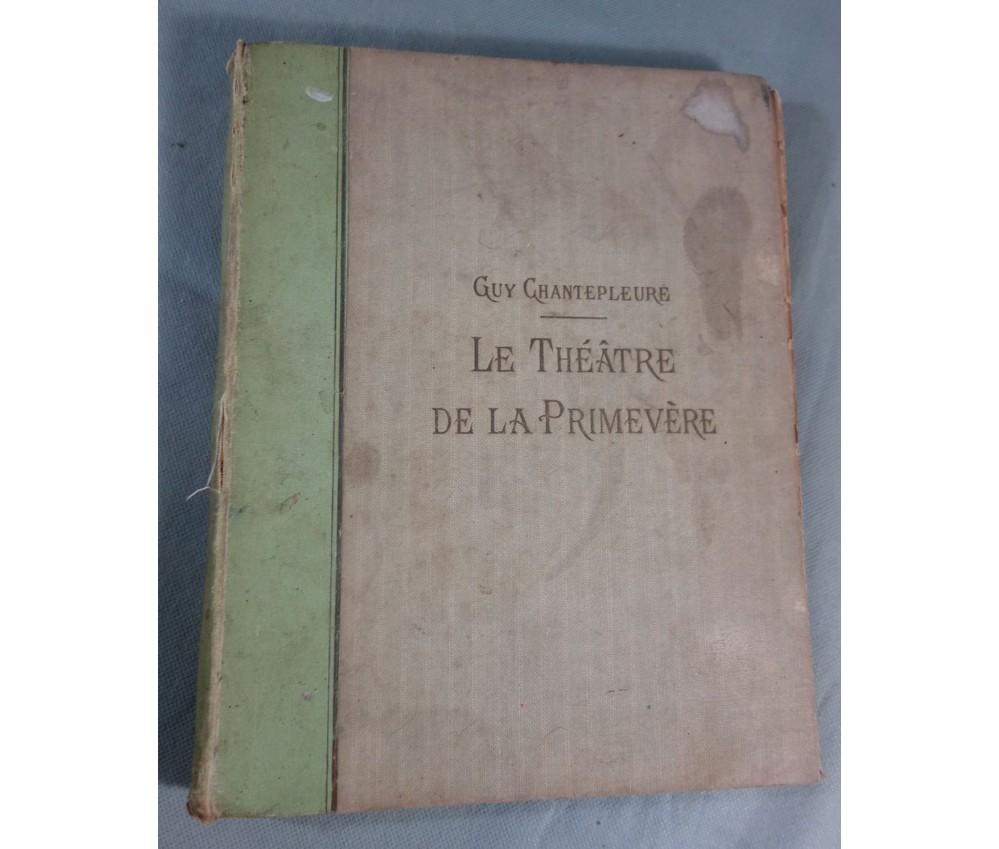 Guy Chantepleure
Le Théâtre
de la Primevère